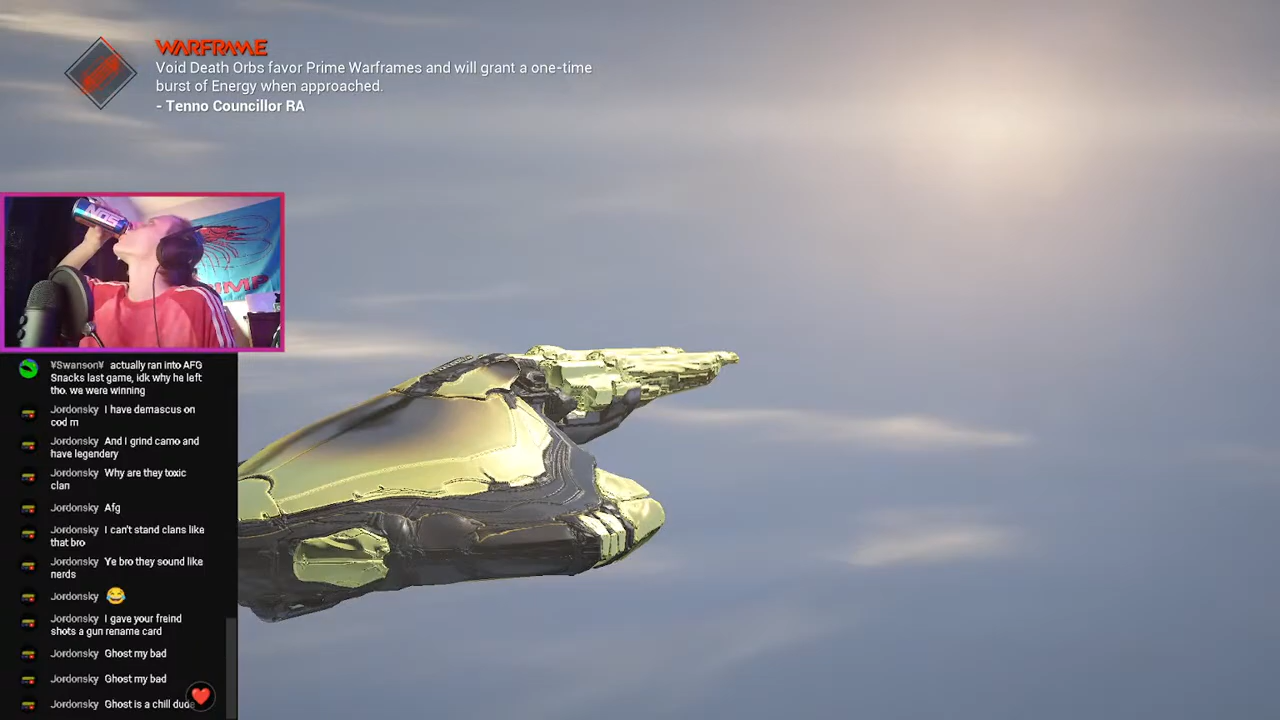 WARFRAME
Void Death Orbs favor Prime Warframes and will grant a one-time
burst of Energy when approached.
- Tenno Councillor RA
NOS
¥Swanson¥ actually ran into AFG
Snacks last game, idk why he left
tho. we were winning
Jordonsky I have demascus on
cod m
Jordonsky And I grind camo and
have legendery
Jordonsky Why are they toxic
clan
Jordonsky Afg
Jordonsky I can't stand clans like
that bro
Jordonsky Ye bro they sound like
nerds
Jordonsky 😂
Jordonsky I gave your freind
shots a gun rename card
Jordonsky Ghost my bad
Jordonsky Ghost my bad
Jordonsky Ghost is a chill dude